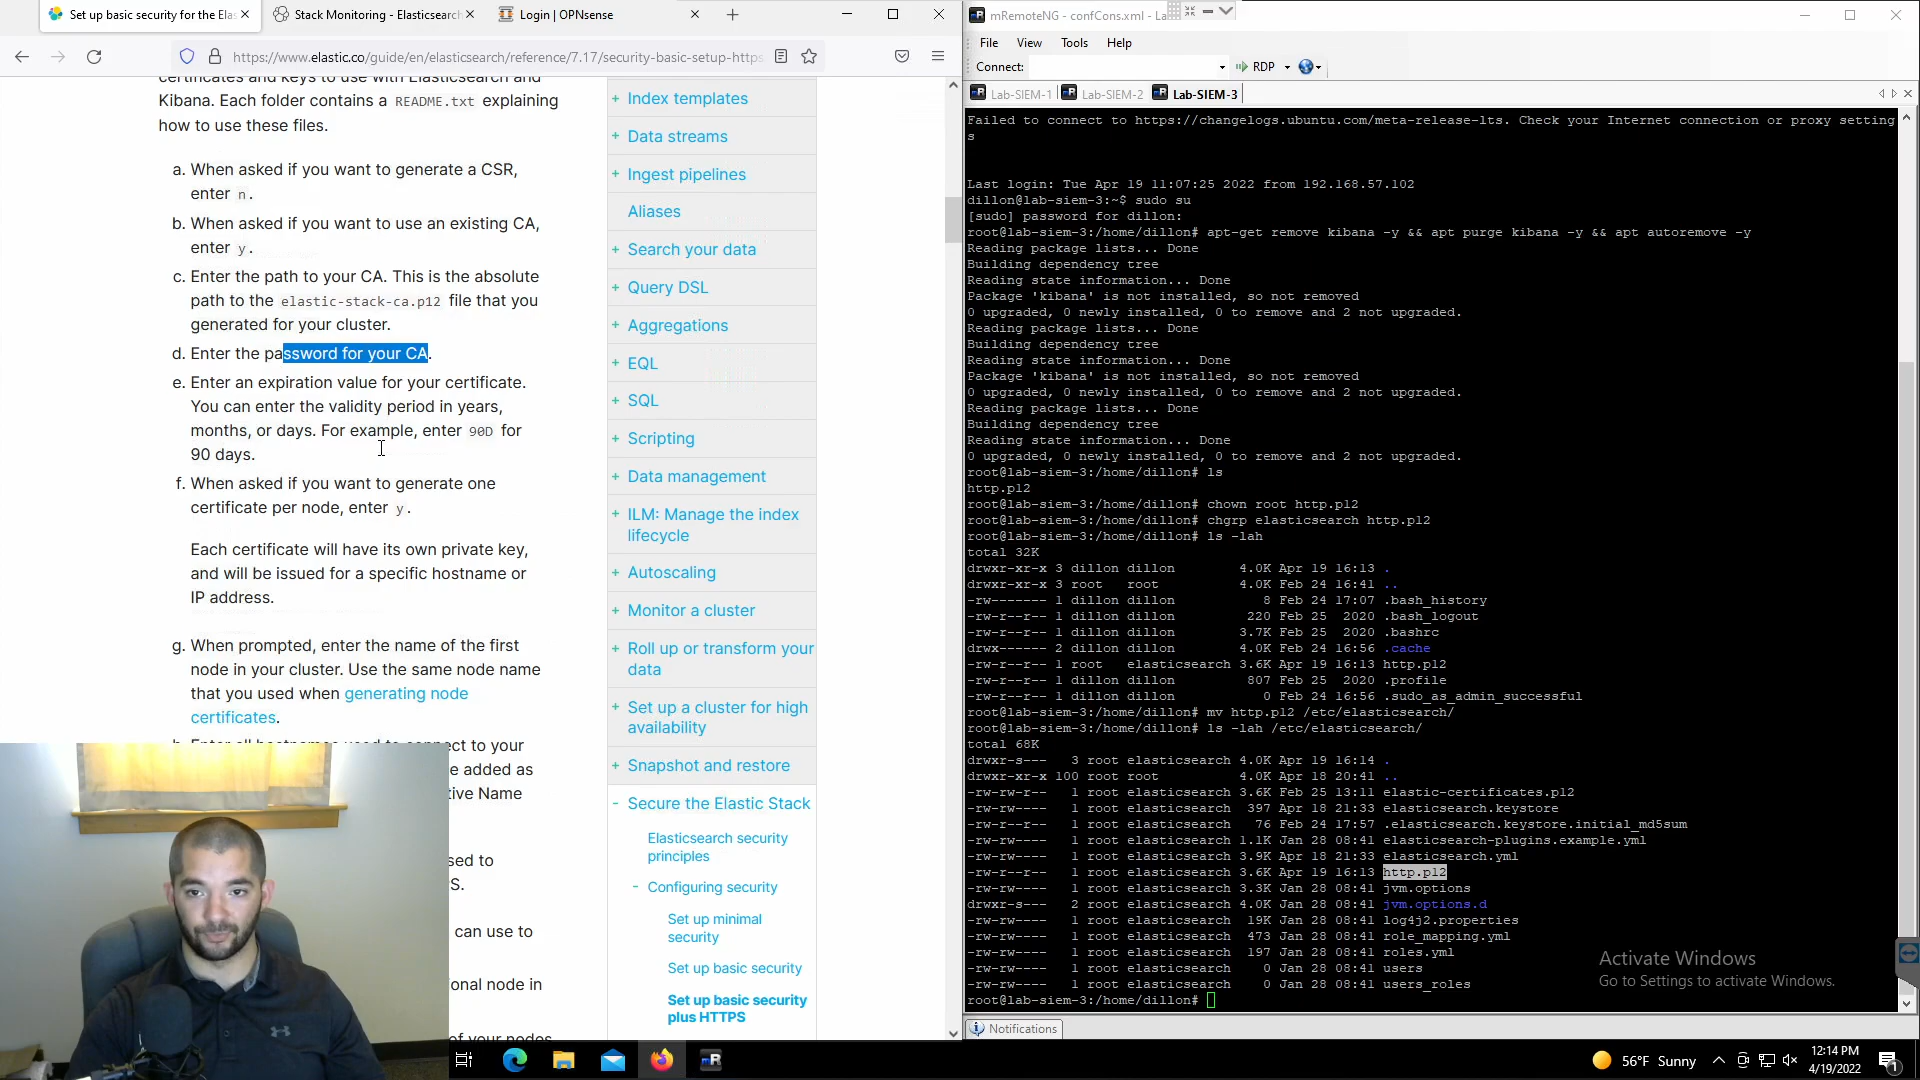 Set up basic security for the Elas
Stack Monitoring - Elasticsearch
Login | OPNsense
https://www.elastic.co/guide/en/elasticsearch/reference/7.17/security-basic-setup-https.
certificates and keys to use with Elasticsearch and
Kibana. Each folder contains a README.txt explaining
how to use these files.
a. When asked if you want to generate a CSR,
enter n.
b. When asked if you want to use an existing CA,
enter y.
c. Enter the path to your CA. This is the absolute
path to the elastic-stack-ca.p12 file that you
generated for your cluster.
d. Enter the password for your CA.
e. Enter an expiration value for your certificate.
You can enter the validity period in years,
months, or days. For example, enter 90D for
90 days.
f. When asked if you want to generate one
certificate per node, enter y.
Each certificate will have its own private key,
and will be issued for a specific hostname or
IP address.
g. When prompted, enter the name of the first
node in your cluster. Use the same node name
that you used when generating node
certificates.
ct to your
e added as
tive Name
sed to
S.
can use to
onal node in
of your nodes
+ Index templates
+ Data streams
+ Ingest pipelines
Aliases
+ Search your data
+ Query DSL
+ Aggregations
+ EQL
+ SQL
+ Scripting
+ Data management
+ ILM: Manage the index
lifecycle
+ Autoscaling
+ Monitor a cluster
+ Roll up or transform your
data
+ Set up a cluster for high
availability
+ Snapshot and restore
- Secure the Elastic Stack
Elasticsearch security
principles
- Configuring security
Set up minimal
security
Set up basic security
Set up basic security
plus HTTPS
mRemoteNG - confCons.xml - La
File View Tools Help
Connect: RDP
Lab-SIEM-1 Lab-SIEM-2 Lab-SIEM-3
Failed to connect to https://changelogs.ubuntu.com/meta-release-lts. Check your Internet connection or proxy setting
s
Last login: Tue Apr 19 11:07:25 2022 from 192.168.57.102
dillon@lab-siem-3:~$ sudo su
[sudo] password for dillon:
root@lab-siem-3:/home/dillon# apt-get remove kibana -y && apt purge kibana -y && apt autoremove -y
Reading package lists... Done
Building dependency tree
Reading state information... Done
Package 'kibana' is not installed, so not removed
0 upgraded, 0 newly installed, 0 to remove and 2 not upgraded.
Reading package lists... Done
Building dependency tree
Reading state information... Done
Package 'kibana' is not installed, so not removed
0 upgraded, 0 newly installed, 0 to remove and 2 not upgraded.
Reading package lists... Done
Building dependency tree
Reading state information... Done
0 upgraded, 0 newly installed, 0 to remove and 2 not upgraded.
root@lab-siem-3:/home/dillon# ls
http.p12
root@lab-siem-3:/home/dillon# chown root http.p12
root@lab-siem-3:/home/dillon# chgrp elasticsearch http.p12
root@lab-siem-3:/home/dillon# ls -lah
total 32K
drwxr-xr-x 3 dillon dillon 4.0K Apr 19 16:13 .
drwxr-xr-x 3 root root 4.0K Feb 24 16:41 ..
-rw------- 1 dillon dillon 8 Feb 24 17:07 .bash_history
-rw-r--r-- 1 dillon dillon 220 Feb 25 2020 .bash_logout
-rw-r--r-- 1 dillon dillon 3.7K Feb 25 2020 .bashrc
drwx------ 2 dillon dillon 4.0K Feb 24 16:56 .cache
-rw-r--r-- 1 root elasticsearch 3.6K Apr 19 16:13 http.p12
-rw-r--r-- 1 dillon dillon 807 Feb 25 2020 .profile
-rw-r--r-- 1 dillon dillon 0 Feb 24 16:56 .sudo_as_admin_successful
root@lab-siem-3:/home/dillon# mv http.p12 /etc/elasticsearch/
root@lab-siem-3:/home/dillon# ls -lah /etc/elasticsearch/
total 68K
drwxr-s--- 3 root elasticsearch 4.0K Apr 19 16:14 .
drwxr-xr-x 100 root root 4.0K Apr 18 20:41 ..
-rw-r--r-- 1 root elasticsearch 3.6K Feb 25 13:11 elastic-certificates.p12
-rw-rw---- 1 root elasticsearch 397 Apr 18 21:33 elasticsearch.keystore
-rw-r--r-- 1 root elasticsearch 76 Feb 24 17:57 .elasticsearch.keystore.initial_md5sum
-rw-rw---- 1 root elasticsearch 1.1K Jan 28 08:41 elasticsearch-plugins.example.yml
-rw-rw---- 1 root elasticsearch 3.9K Apr 18 21:33 elasticsearch.yml
-rw-r--r-- 1 root elasticsearch 3.6K Apr 19 16:13 http.p12
-rw-rw---- 1 root elasticsearch 3.3K Jan 28 08:41 jvm.options
drwxr-s--- 2 root elasticsearch 4.0K Jan 28 08:41 jvm.options.d
-rw-rw---- 1 root elasticsearch 19K Jan 28 08:41 log4j2.properties
-rw-rw---- 1 root elasticsearch 473 Jan 28 08:41 role_mapping.yml
-rw-rw---- 1 root elasticsearch 197 Jan 28 08:41 roles.yml
-rw-rw---- 1 root elasticsearch 0 Jan 28 08:41 users
-rw-rw---- 1 root elasticsearch 0 Jan 28 08:41 users_roles
root@lab-siem-3:/home/dillon#
Activate Windows
Go to Settings to activate Windows.
Notifications
56°F Sunny
12:14 PM
4/19/2022
1